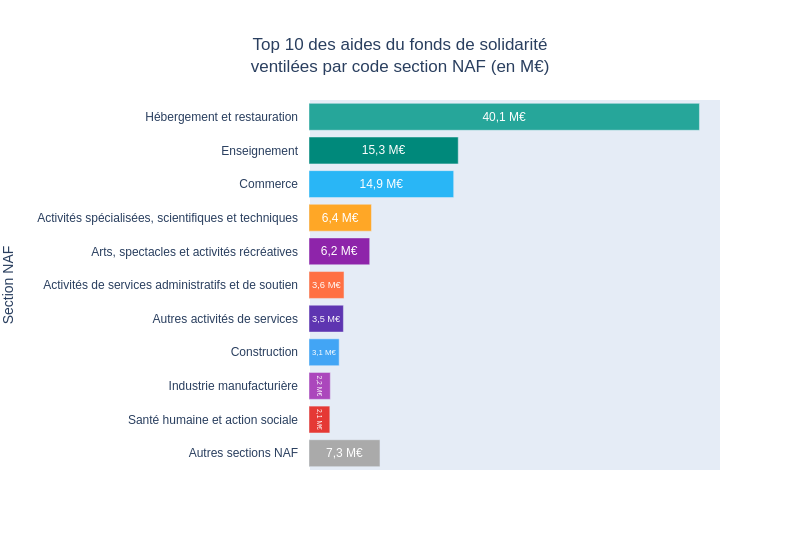 Top 10 des aides du fonds de solidarité
ventilées par code section NAF (en M€)
Section NAF
Hébergement et restauration 40,1 M€
Enseignement 15,3 M€
Commerce 14,9 M€
Activités spécialisées, scientifiques et techniques 6,4 M€
Arts, spectacles et activités récréatives 6,2 M€
Activités de services administratifs et de soutien 3,6 M€
Autres activités de services 3,5 M€
Construction 3,1 M€
Industrie manufacturière 2,2 M€
Santé humaine et action sociale 2,1 M€
Autres sections NAF 7,3 M€